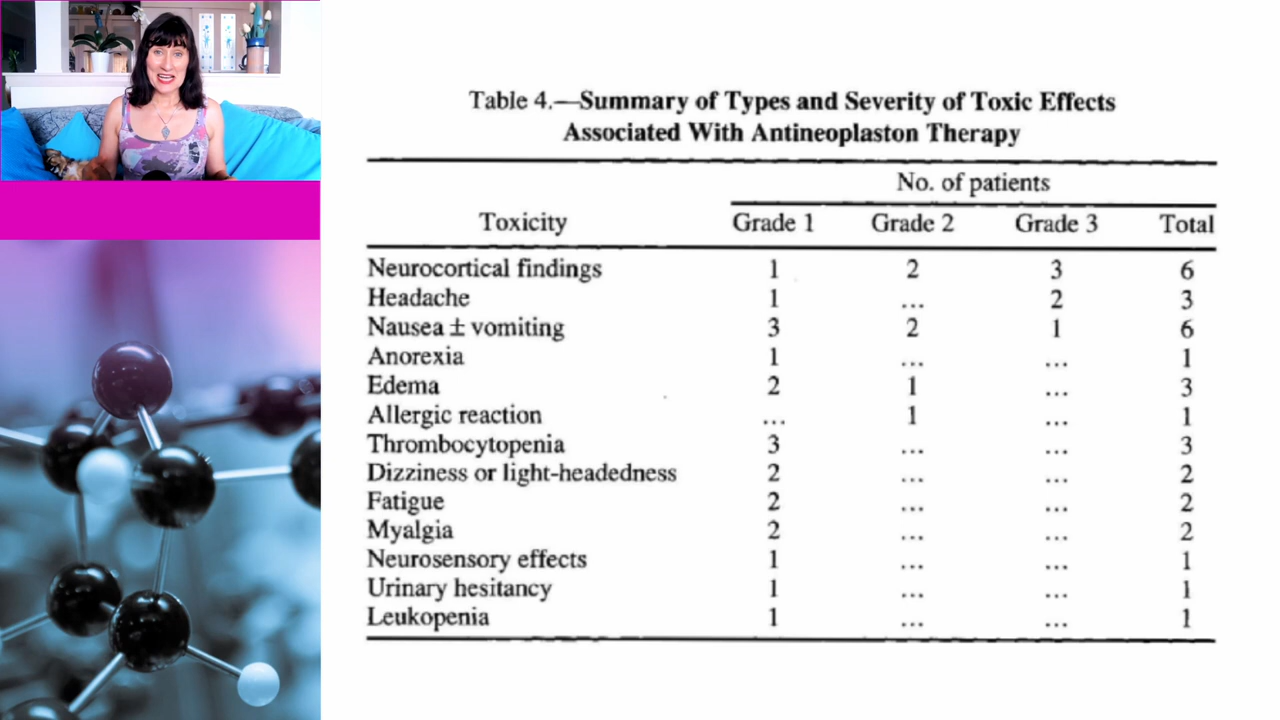 Table 4.—Summary of Types and Severity of Toxic Effects
Associated With Antineoplaston Therapy
No. of patients
Toxicity Grade 1 Grade 2 Grade 3 Total
Neurocortical findings 1 2 3 6
Headache 1 ... 2 3
Nausea ± vomiting 3 2 1 6
Anorexia 1 ... ... 1
Edema 2 1 ... 3
Allergic reaction ... 1 ... 1
Thrombocytopenia 3 ... ... 3
Dizziness or light-headedness 2 ... ... 2
Fatigue 2 ... ... 2
Myalgia 2 ... ... 2
Neurosensory effects 1 ... ... 1
Urinary hesitancy 1 ... ... 1
Leukopenia 1 ... ... 1